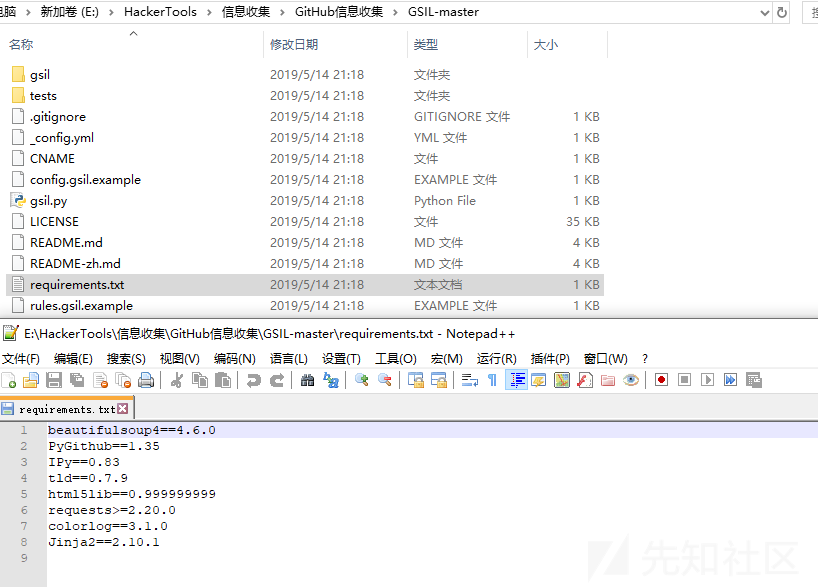 电脑 › 新加卷 (E:) › HackerTools › 信息收集 › GitHub信息收集 › GSIL-master
名称 修改日期 类型 大小
gsil 2019/5/14 21:18 文件夹
tests 2019/5/14 21:18 文件夹
.gitignore 2019/5/14 21:18 GITIGNORE 文件 1 KB
_config.yml 2019/5/14 21:18 YML 文件 1 KB
CNAME 2019/5/14 21:18 文件 1 KB
config.gsil.example 2019/5/14 21:18 EXAMPLE 文件 1 KB
gsil.py 2019/5/14 21:18 Python File 1 KB
LICENSE 2019/5/14 21:18 文件 35 KB
README.md 2019/5/14 21:18 MD 文件 4 KB
README-zh.md 2019/5/14 21:18 MD 文件 4 KB
requirements.txt 2019/5/14 21:18 文本文档 1 KB
rules.gsil.example 2019/5/14 21:18 EXAMPLE 文件 1 KB
E:\HackerTools\信息收集\GitHub信息收集\GSIL-master\requirements.txt - Notepad++
文件(F) 编辑(E) 搜索(S) 视图(V) 编码(N) 语言(L) 设置(T) 工具(O) 宏(M) 运行(R) 插件(P) 窗口(W) ?
requirements.txt
1 beautifulsoup4==4.6.0
2 PyGithub==1.35
3 IPy==0.83
4 tld==0.7.9
5 html5lib==0.999999999
6 requests>=2.20.0
7 colorlog==3.1.0
8 Jinja2==2.10.1
9
先知社区